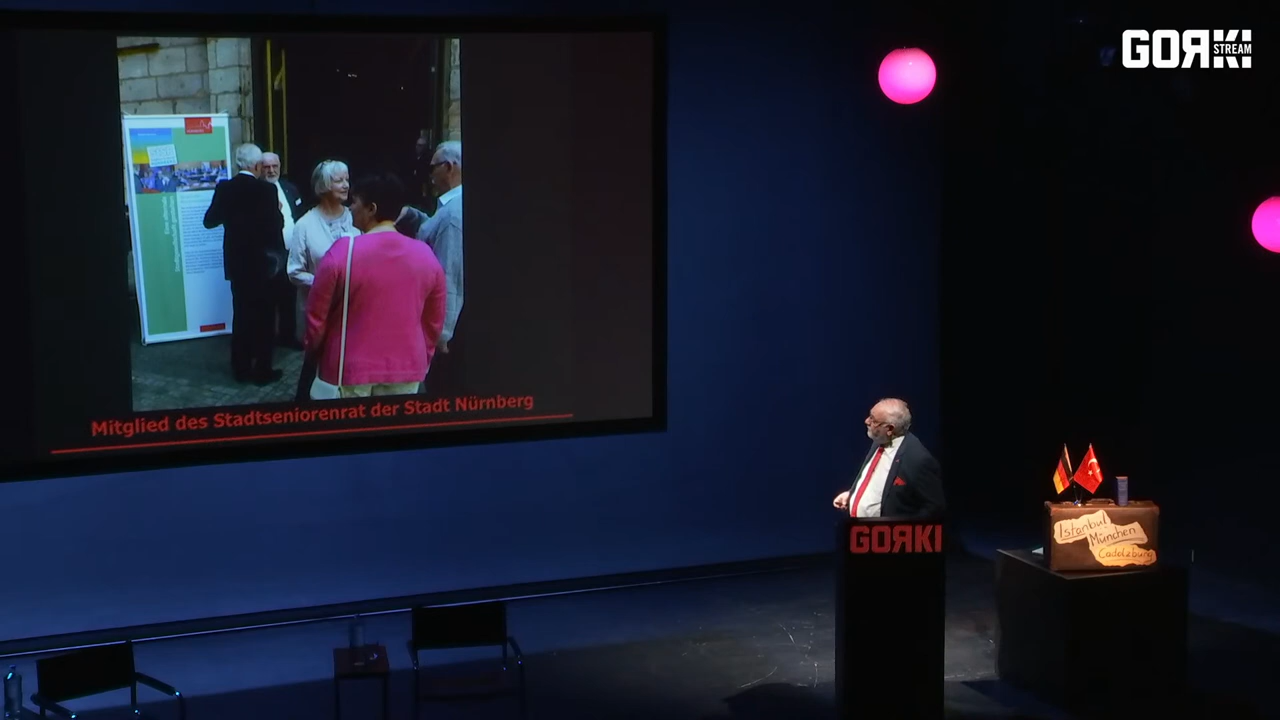 GORKI
STREAM
Mitglied des Stadtseniorenrat der Stadt Nürnberg
GORKI
Istanbul
München
Cadolzburg